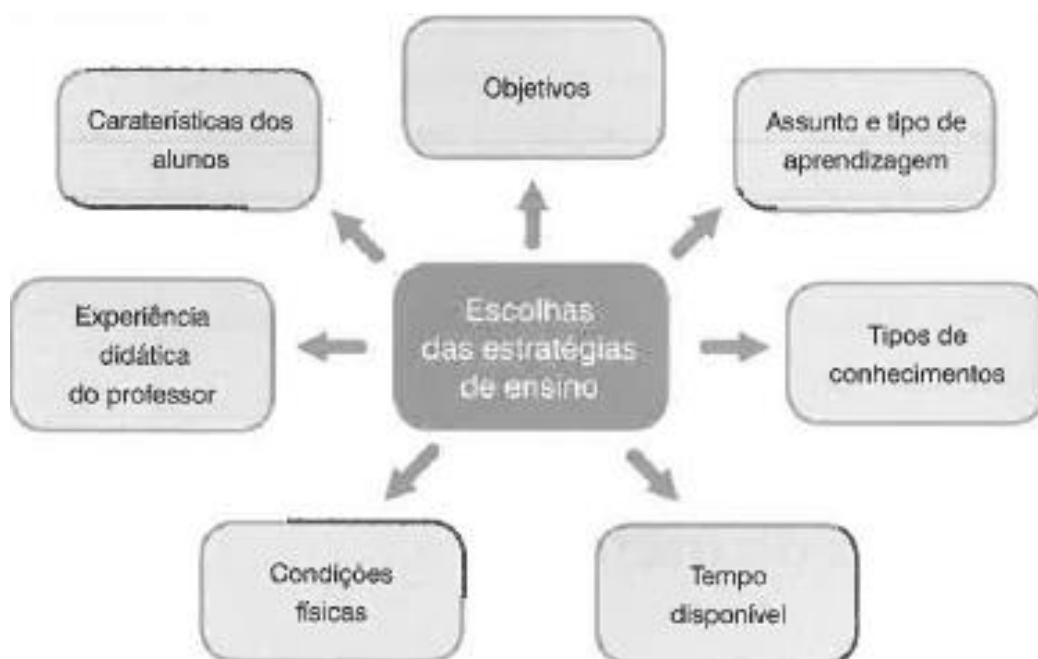 Objetivos
Caraterísticas dos
alunos
Assunto e tipo de
aprendizagem
Experiência
didática
do professor
Escolhas
das estratégias
de ensino
Tipos de
conhecimentos
Condições
físicas
Tempo
disponível